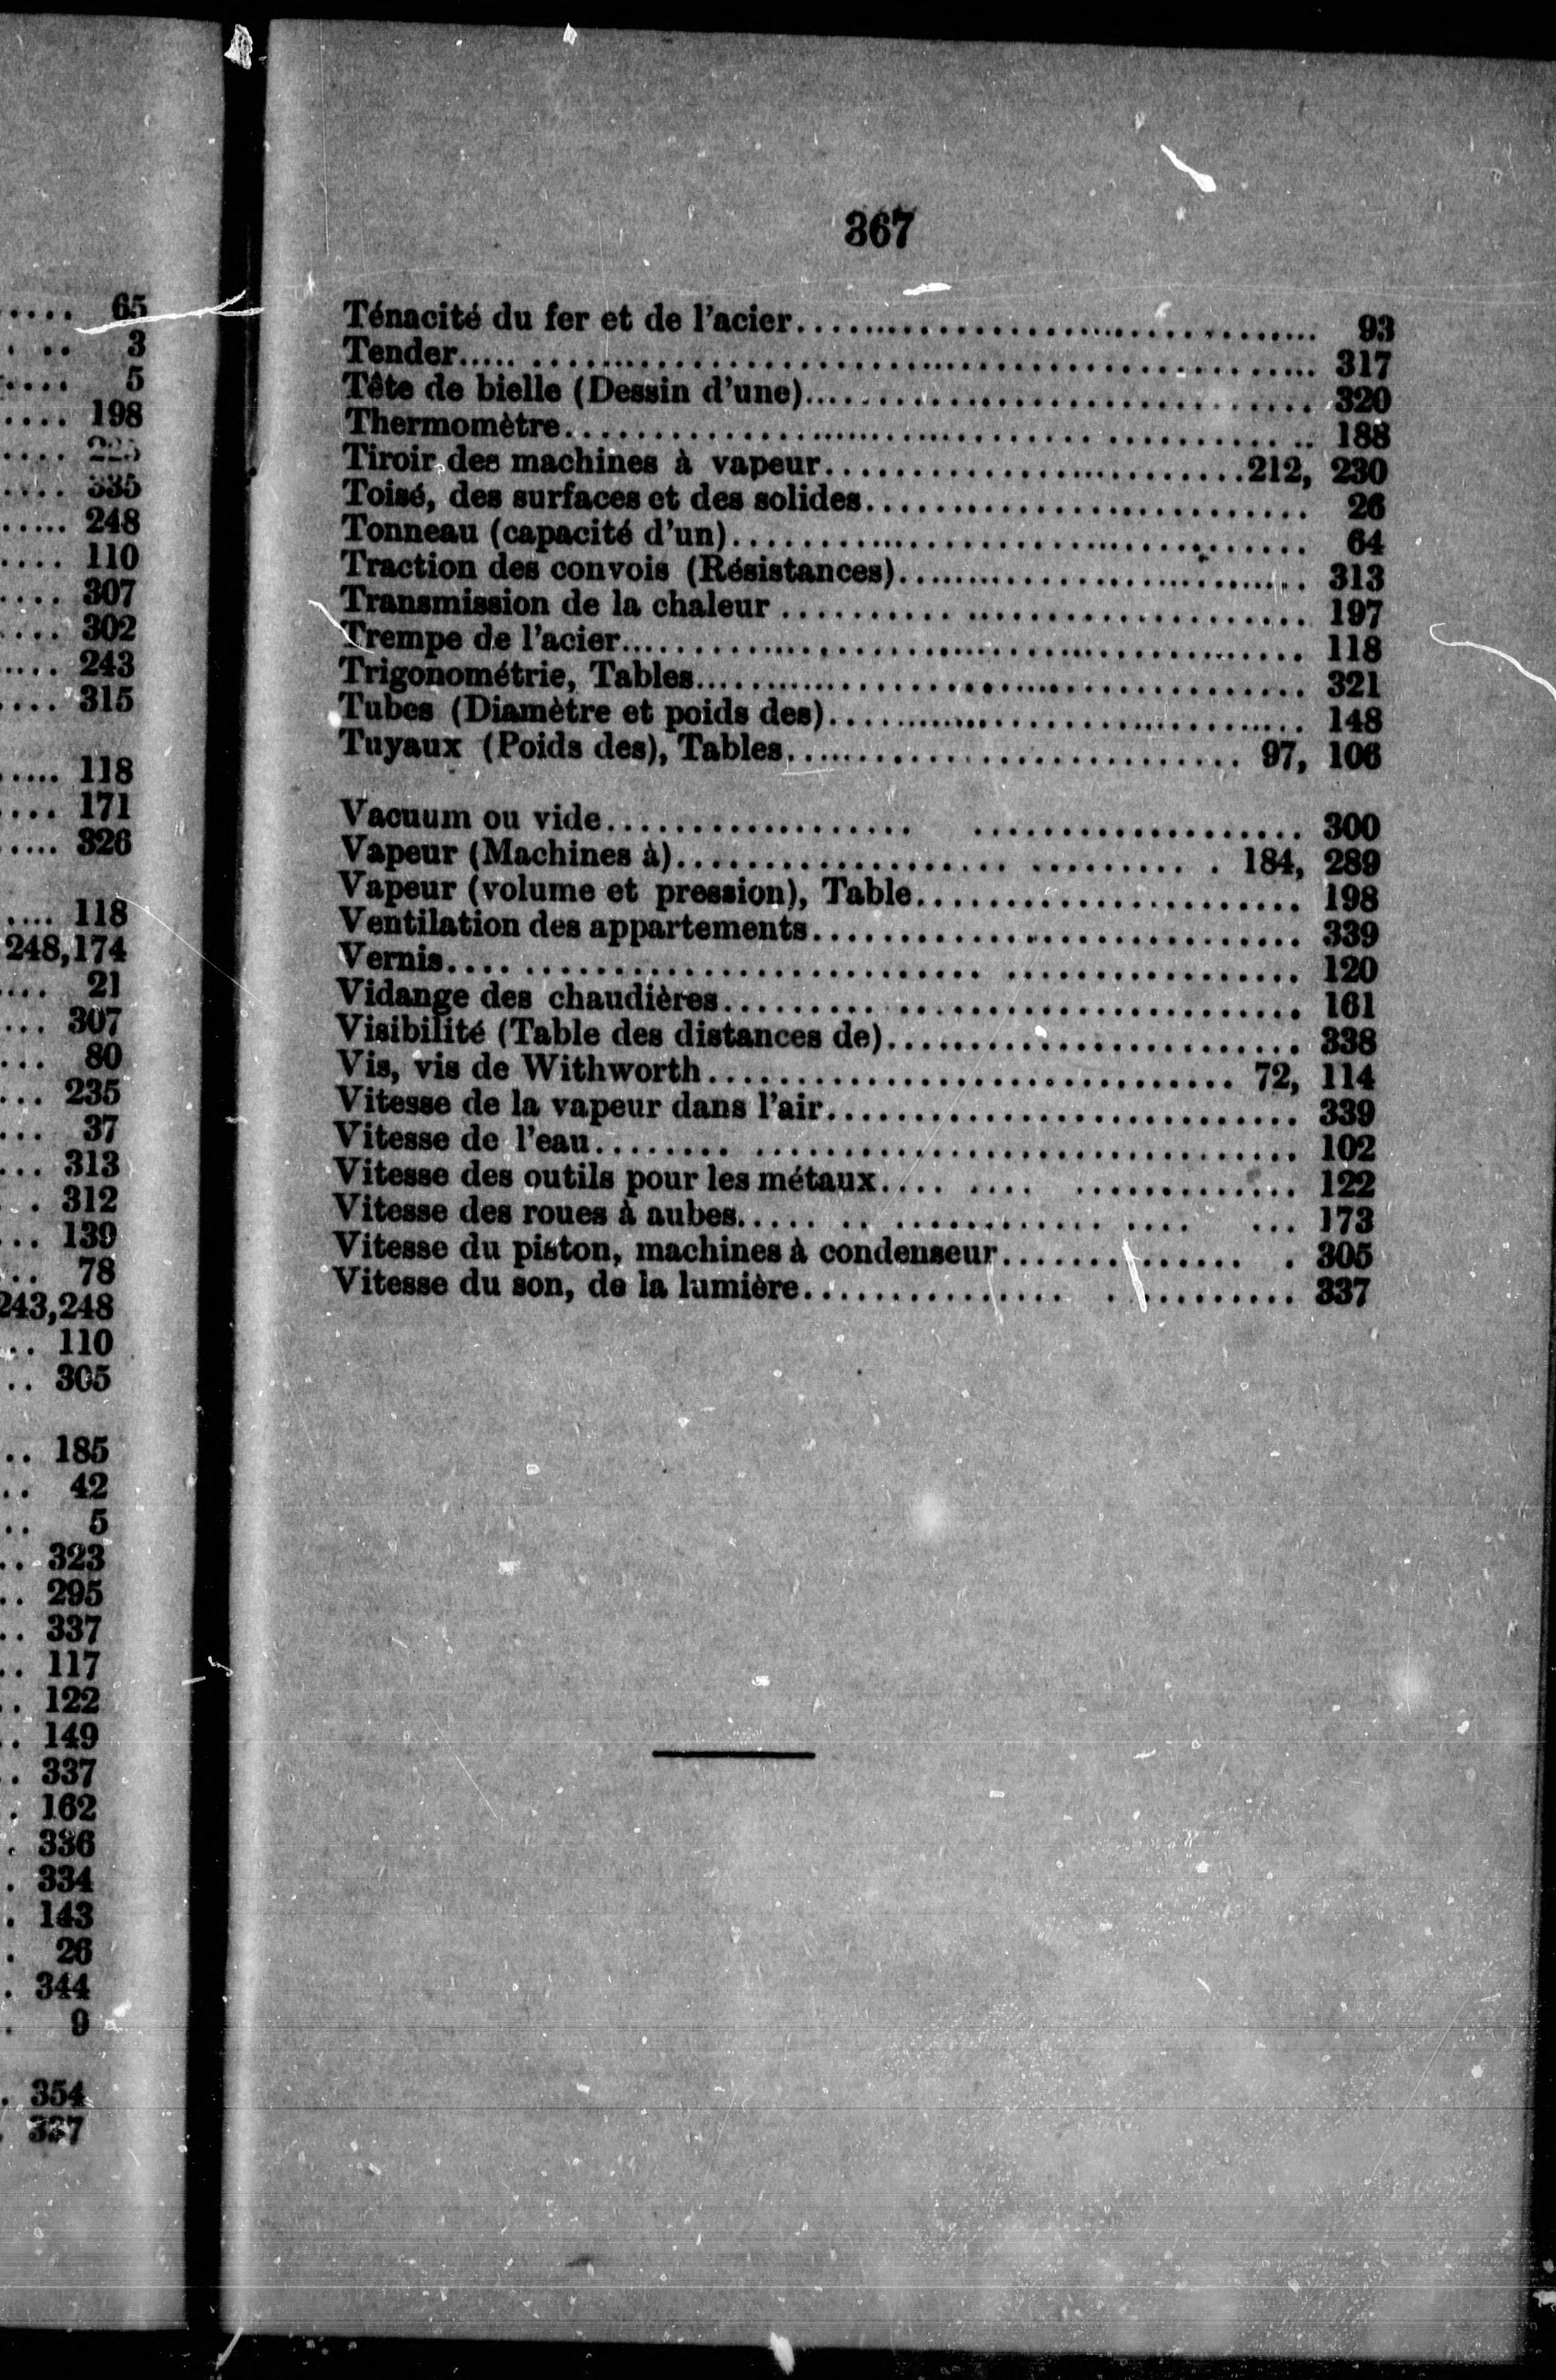 65
3
5
198
335
248
110
307
302
243
315
118
171
326
118
248,174
21
307
80
235
37
313
312
139
78
243,248
110
305
185
42
5
323
295
337
117
122
149
337
162
336
334
143
26
344
9
354
337
367
Ténacité du fer et de l'acier........ 93
Tender........ 317
Tête de bielle (Dessin d'une)........ 320
Thermomètre........ 188
Tiroir des machines à vapeur........212, 230
Toisé, des surfaces et des solides........ 26
Tonneau (capacité d'un)........ 64
Traction des convois (Résistances)........ 313
Transmission de la chaleur ........ 197
Trempe de l'acier........ 118
Trigonométrie, Tables........ 321
Tubes (Diamètre et poids des)........ 148
Tuyaux (Poids des), Tables........ 97, 106
Vacuum ou vide........ 300
Vapeur (Machines à)........ 184, 289
Vapeur (volume et pression), Table........ 198
Ventilation des appartements........ 339
Vernis........ 120
Vidange des chaudières........ 161
Visibilité (Table des distances de)........ 338
Vis, vis de Withworth........ 72, 114
Vitesse de la vapeur dans l'air........ 339
Vitesse de l'eau........ 102
Vitesse des outils pour les métaux........ 122
Vitesse des roues à aubes........ 173
Vitesse du piston, machines à condenseur........ 305
Vitesse du son, de la lumière........ 337